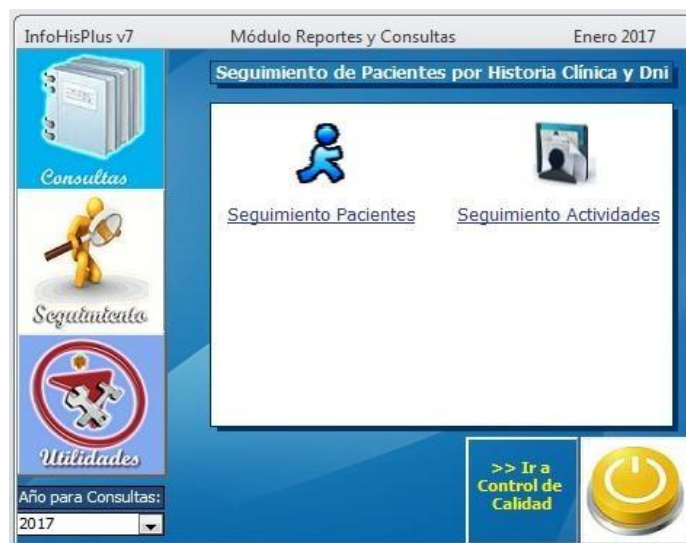 InfoHisPlus v7 Módulo Reportes y Consultas Enero 2017
Seguimiento de Pacientes por Historia Clínica y Dni
Consultas
Seguimiento Pacientes Seguimiento Actividades
Seguimiento
Utilidades
>> Ir a
Control de
Calidad
Año para Consultas:
2017